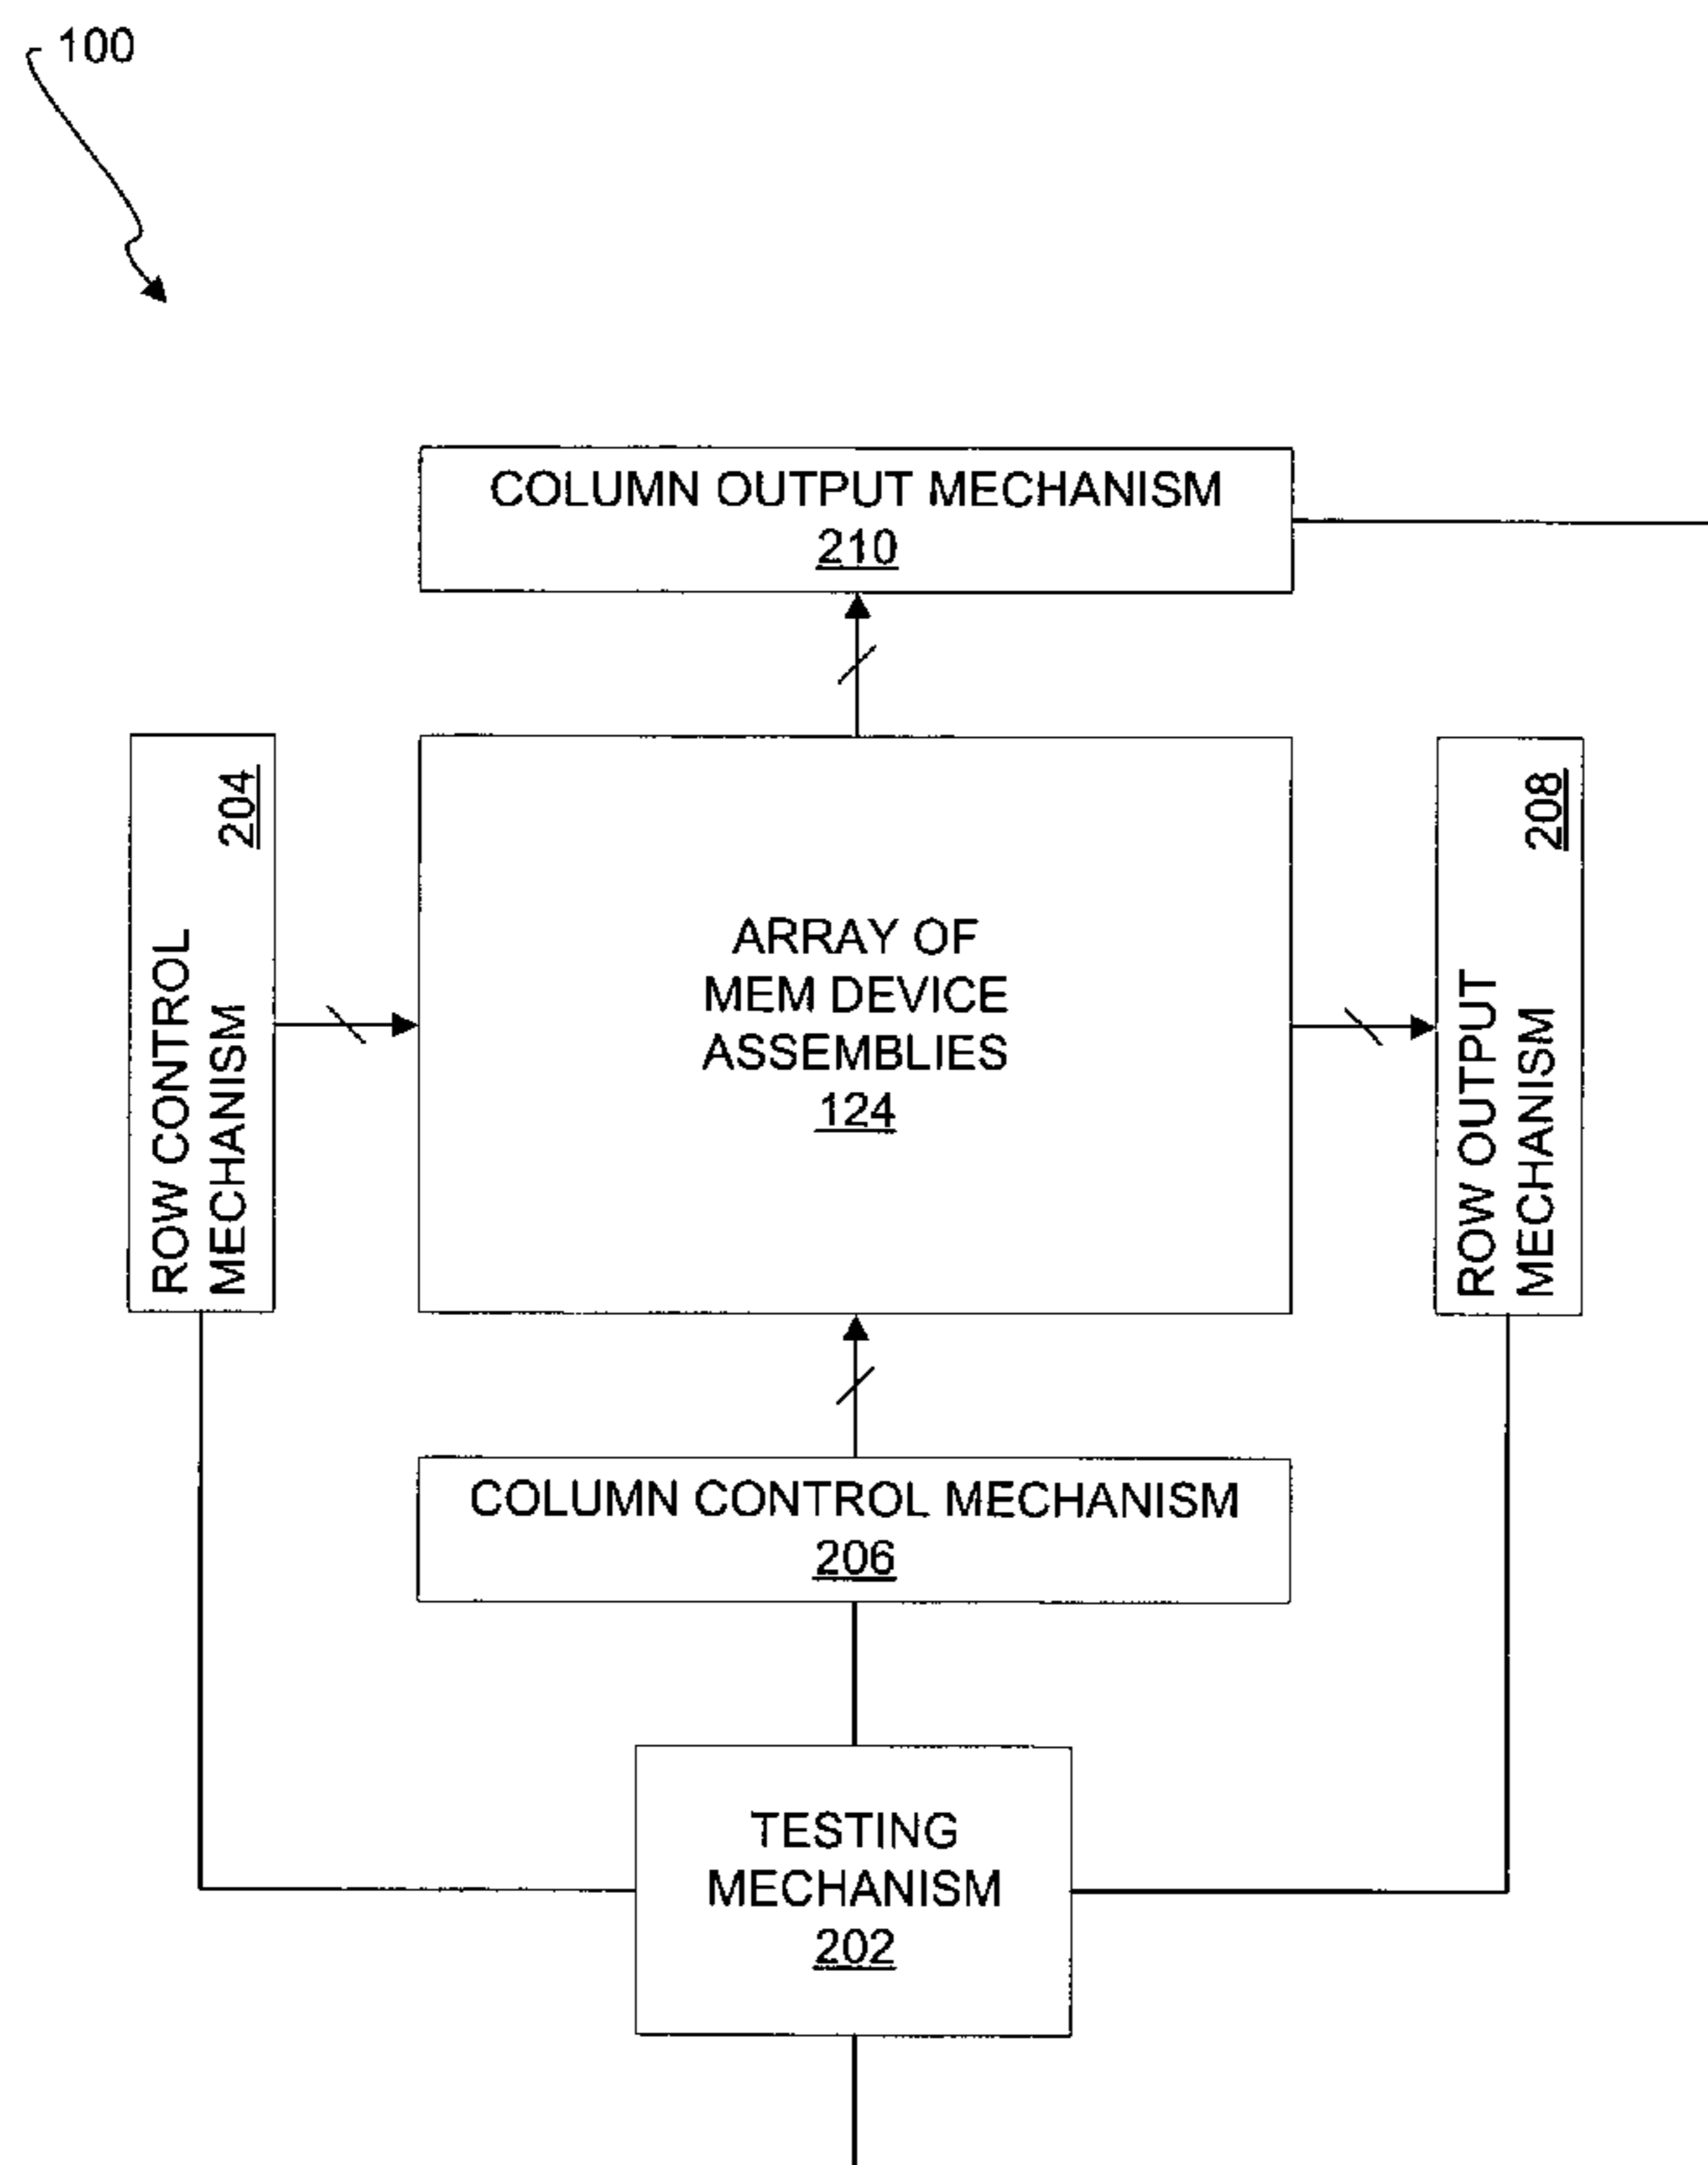 100
COLUMN OUTPUT MECHANISM
210
ROW CONTROL
MECHANISM
204
ARRAY OF
MEM DEVICE
ASSEMBLIES
124
ROW OUTPUT
MECHANISM
208
COLUMN CONTROL MECHANISM
206
TESTING
MECHANISM
202